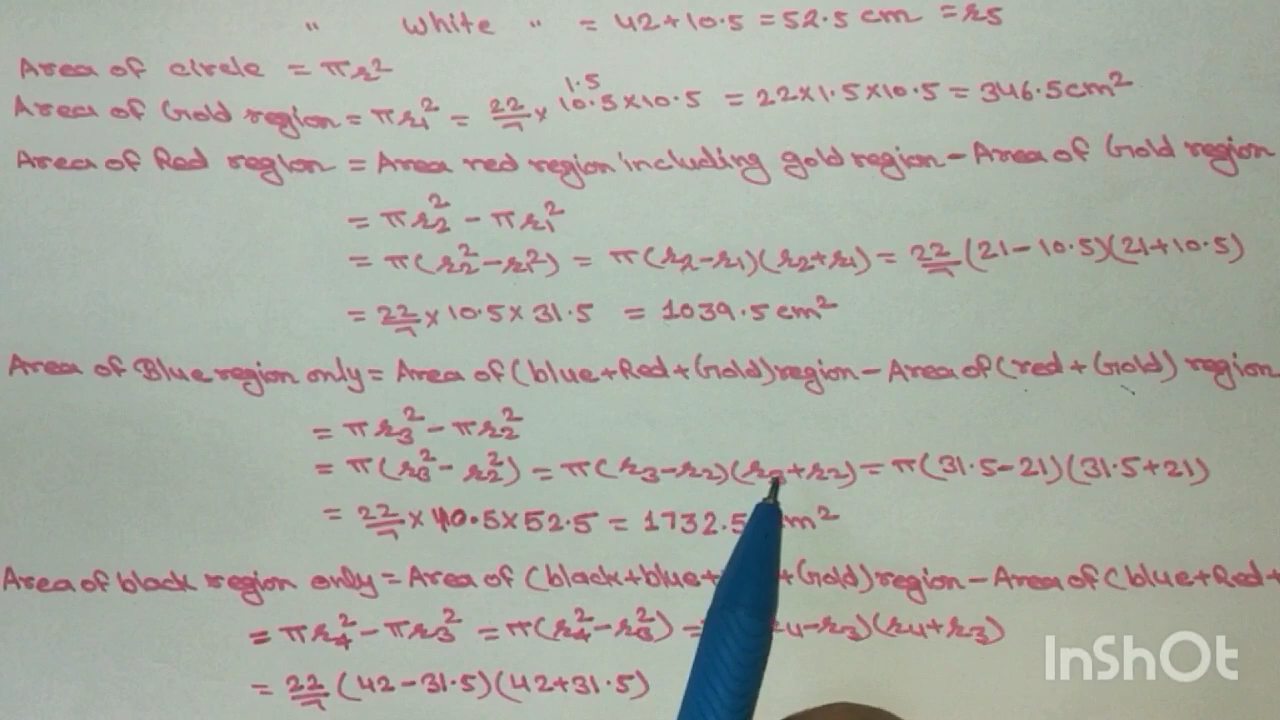 " White " = 42+10.5 = 52.5 cm = r5
Area of circle = πr²
1.5
Area of Gold region = πr1² = 22/7 × 10.5×10.5 = 22×1.5×10.5 = 346.5cm²
Area of Red region = Area red region including gold region - Area of Gold region
= πr2² - πr1²
= π(r2²-r1²) = π(r2-r1)(r2+r1) = 22/7 (21-10.5)(21+10.5)
= 22/7 × 10.5 × 31.5 = 1039.5 cm²
Area of Blue region only = Area of (blue+Red+Gold) region - Area of (red+Gold) region
= πr3² - πr2²
= π(r3² - r2²) = π(r3-r2)(r3+r2) = π(31.5-21)(31.5+21)
= 22/7 × 10.5×52.5 = 1732.5 m²
Area of black region only = Area of (black+blue+ +Gold) region - Area of (blue+Red+
= πr4² - πr3² = π(r4²-r3²) = r4-r3)(r4+r3)
= 22/7 (42-31.5)(42+31.5)
InShOt